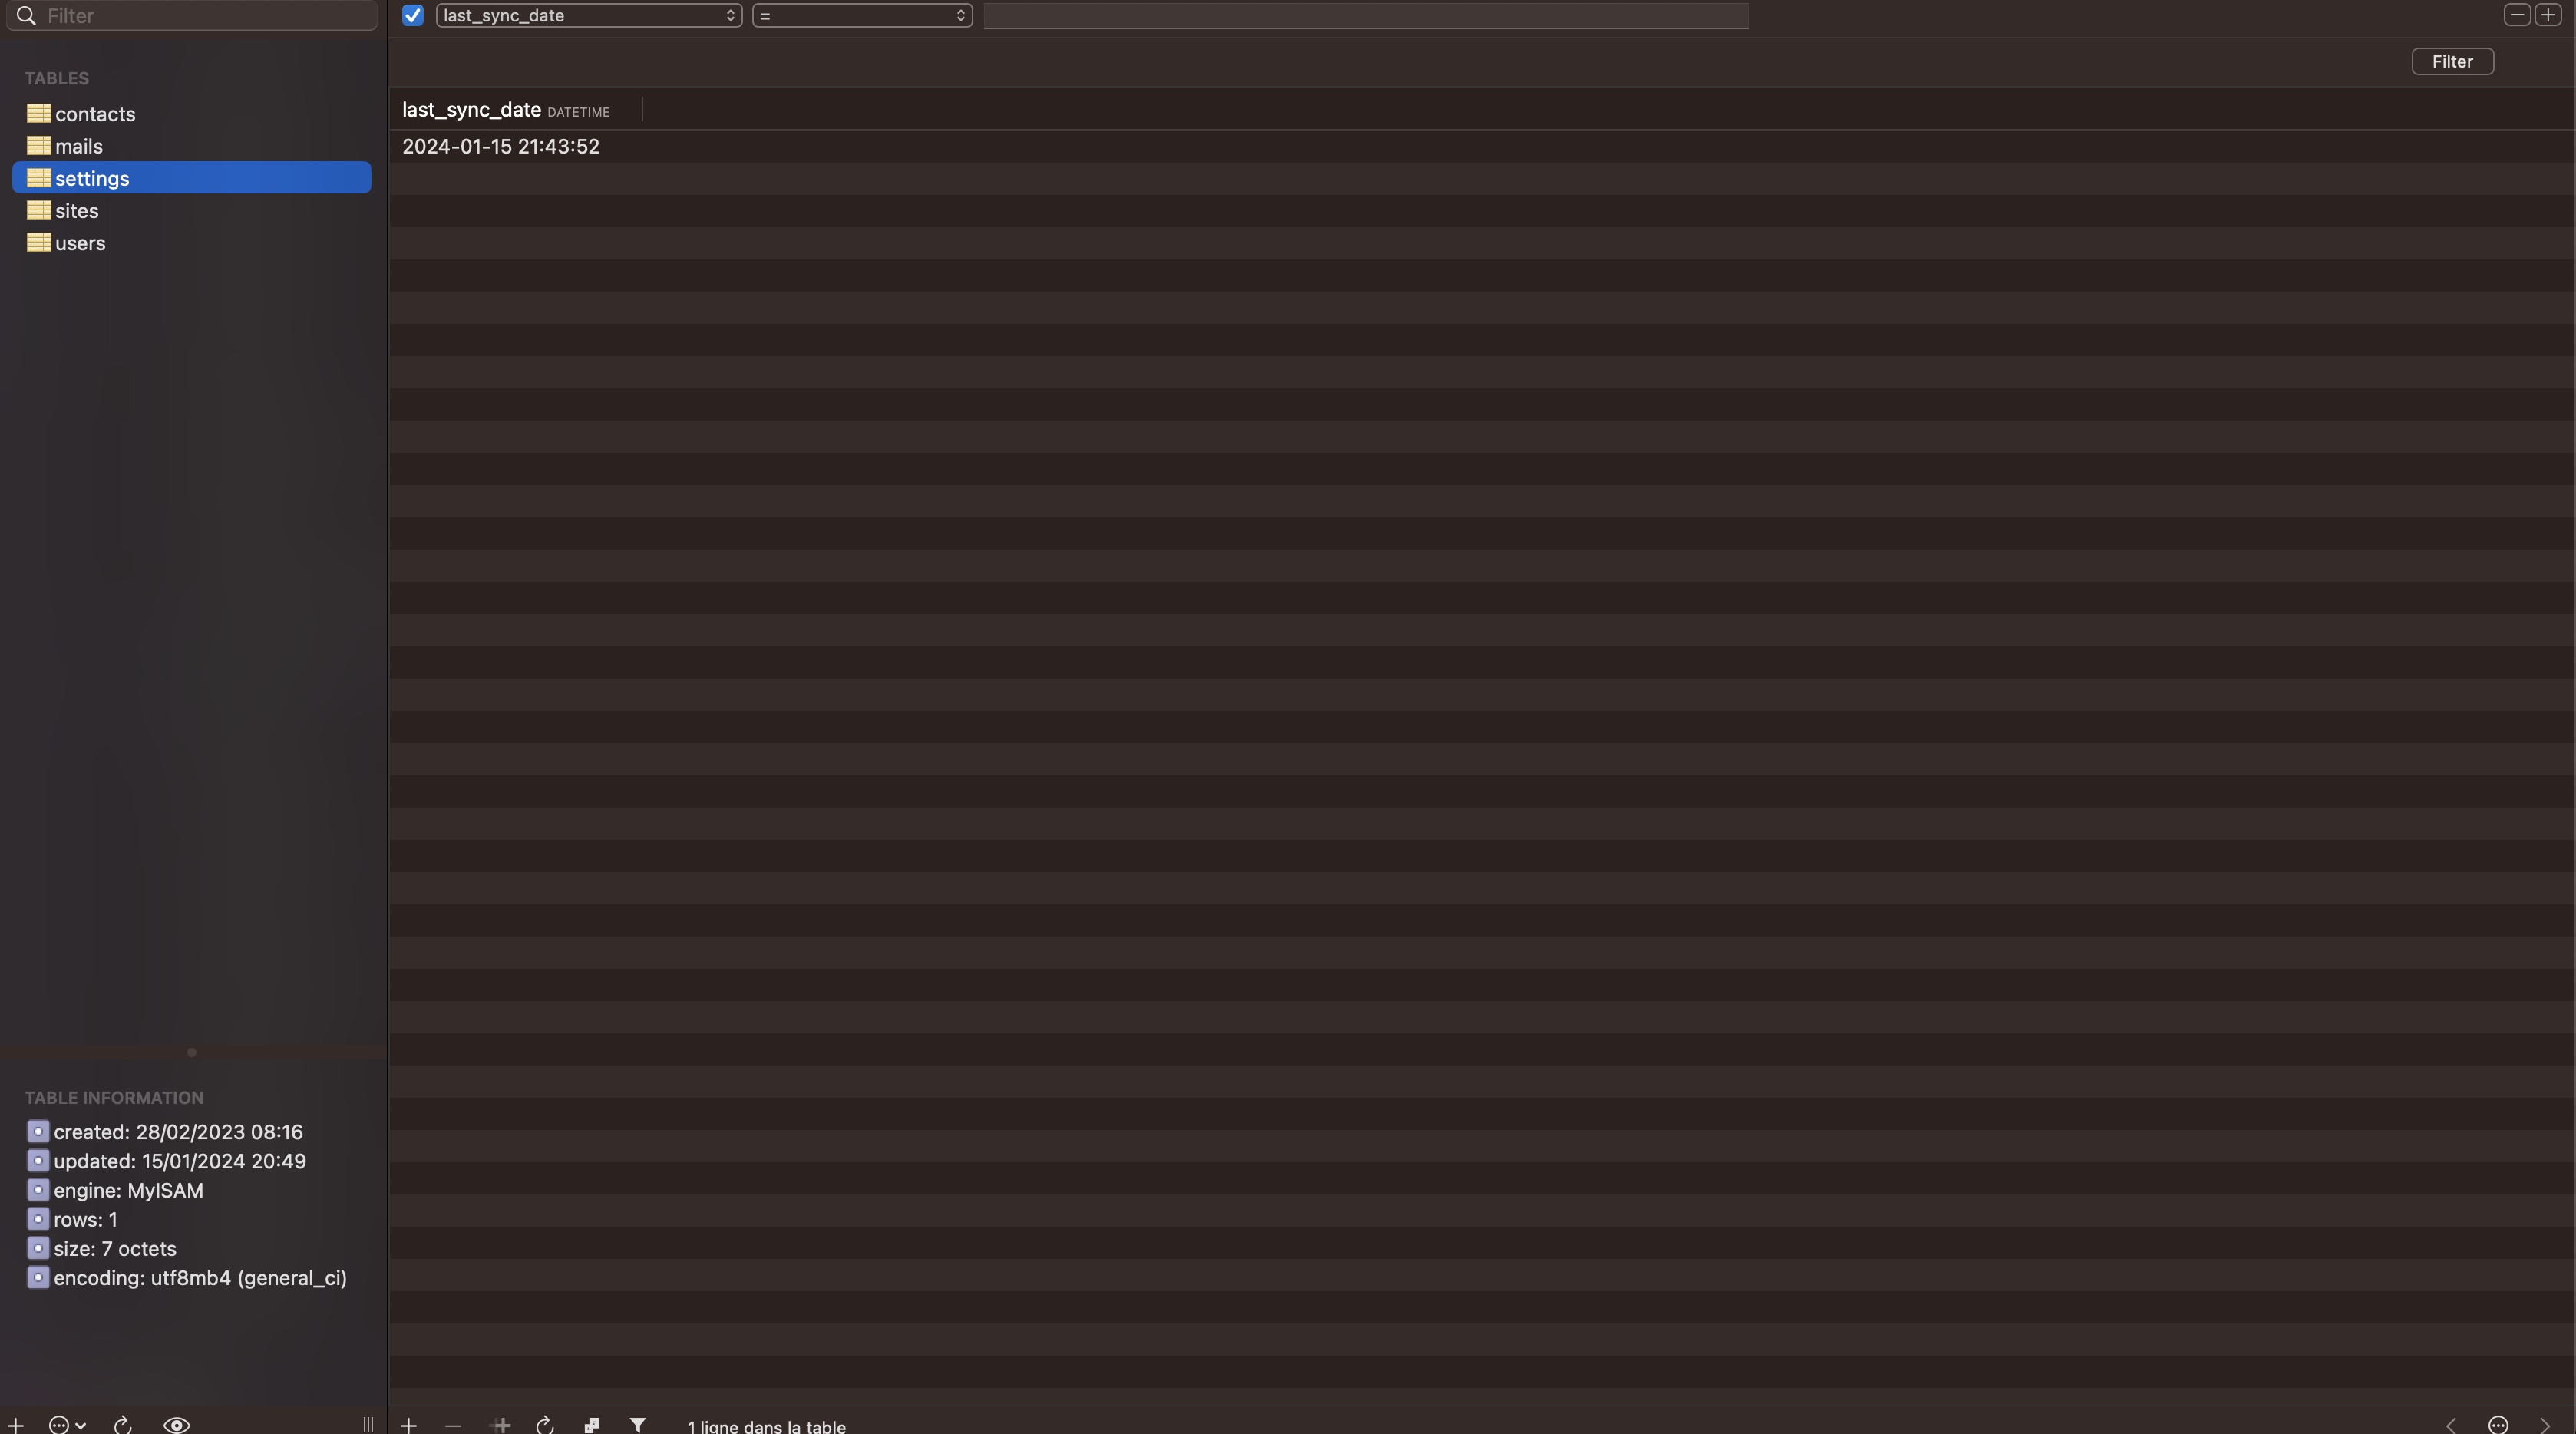 Filter
TABLES
contacts
mails
settings
sites
users
TABLE INFORMATION
created: 28/02/2023 08:16
updated: 15/01/2024 20:49
engine: MyISAM
rows: 1
size: 7 octets
encoding: utf8mb4 (general_ci)
last_sync_date =
Filter
last_sync_date DATETIME
2024-01-15 21:43:52
1 ligne dans la table